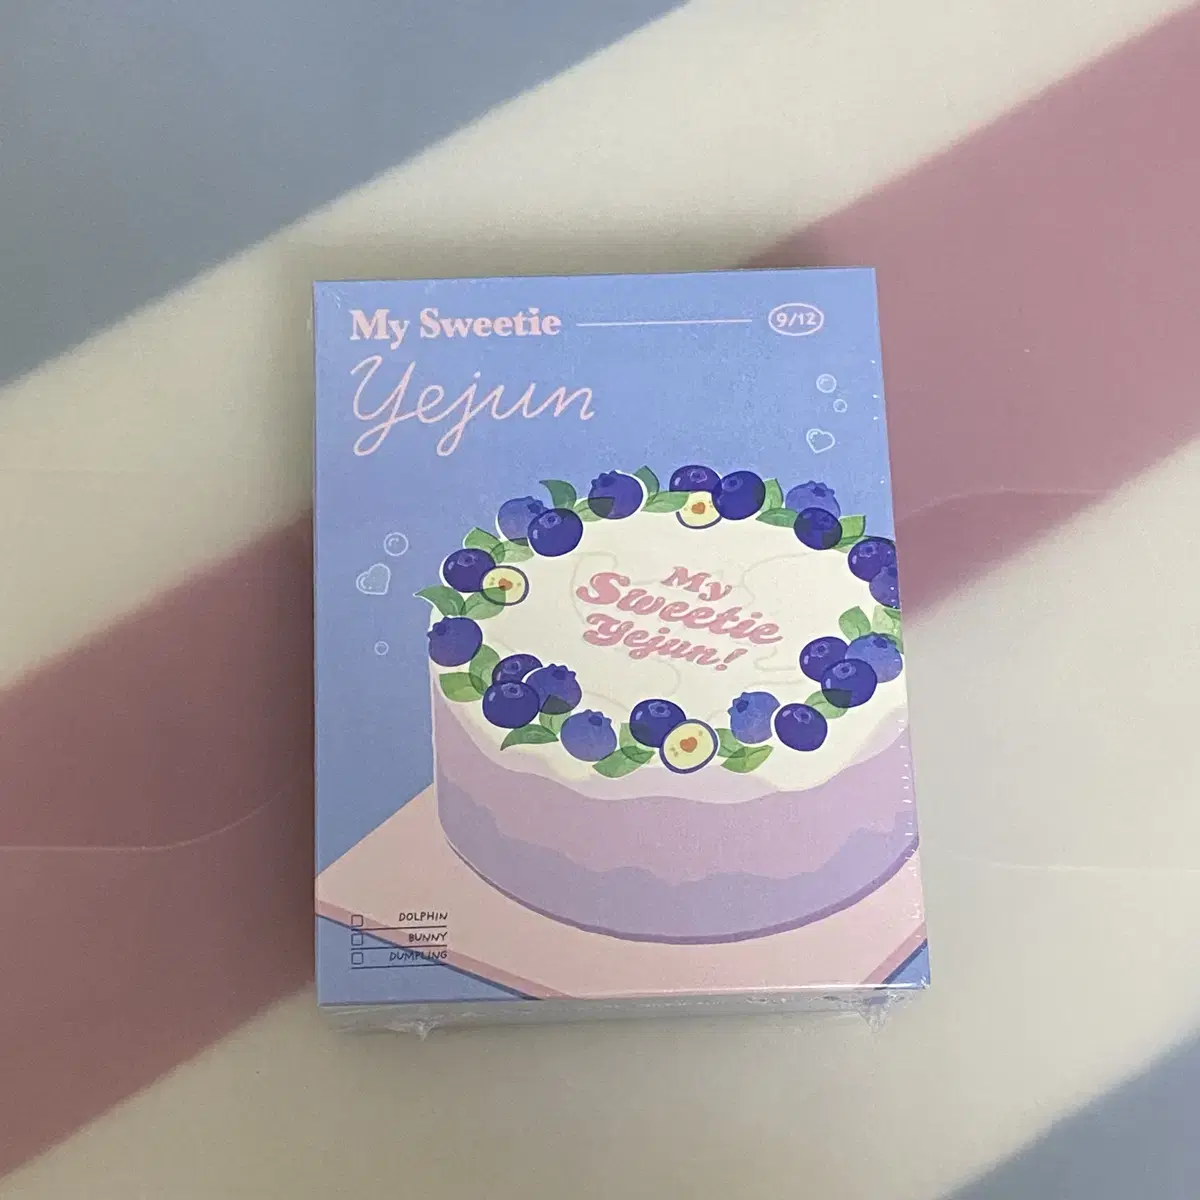 My Sweetie 9/12
Yejun
My
Sweetie
Yejun!
DOLPHIN
BUNNY
DUMPLING